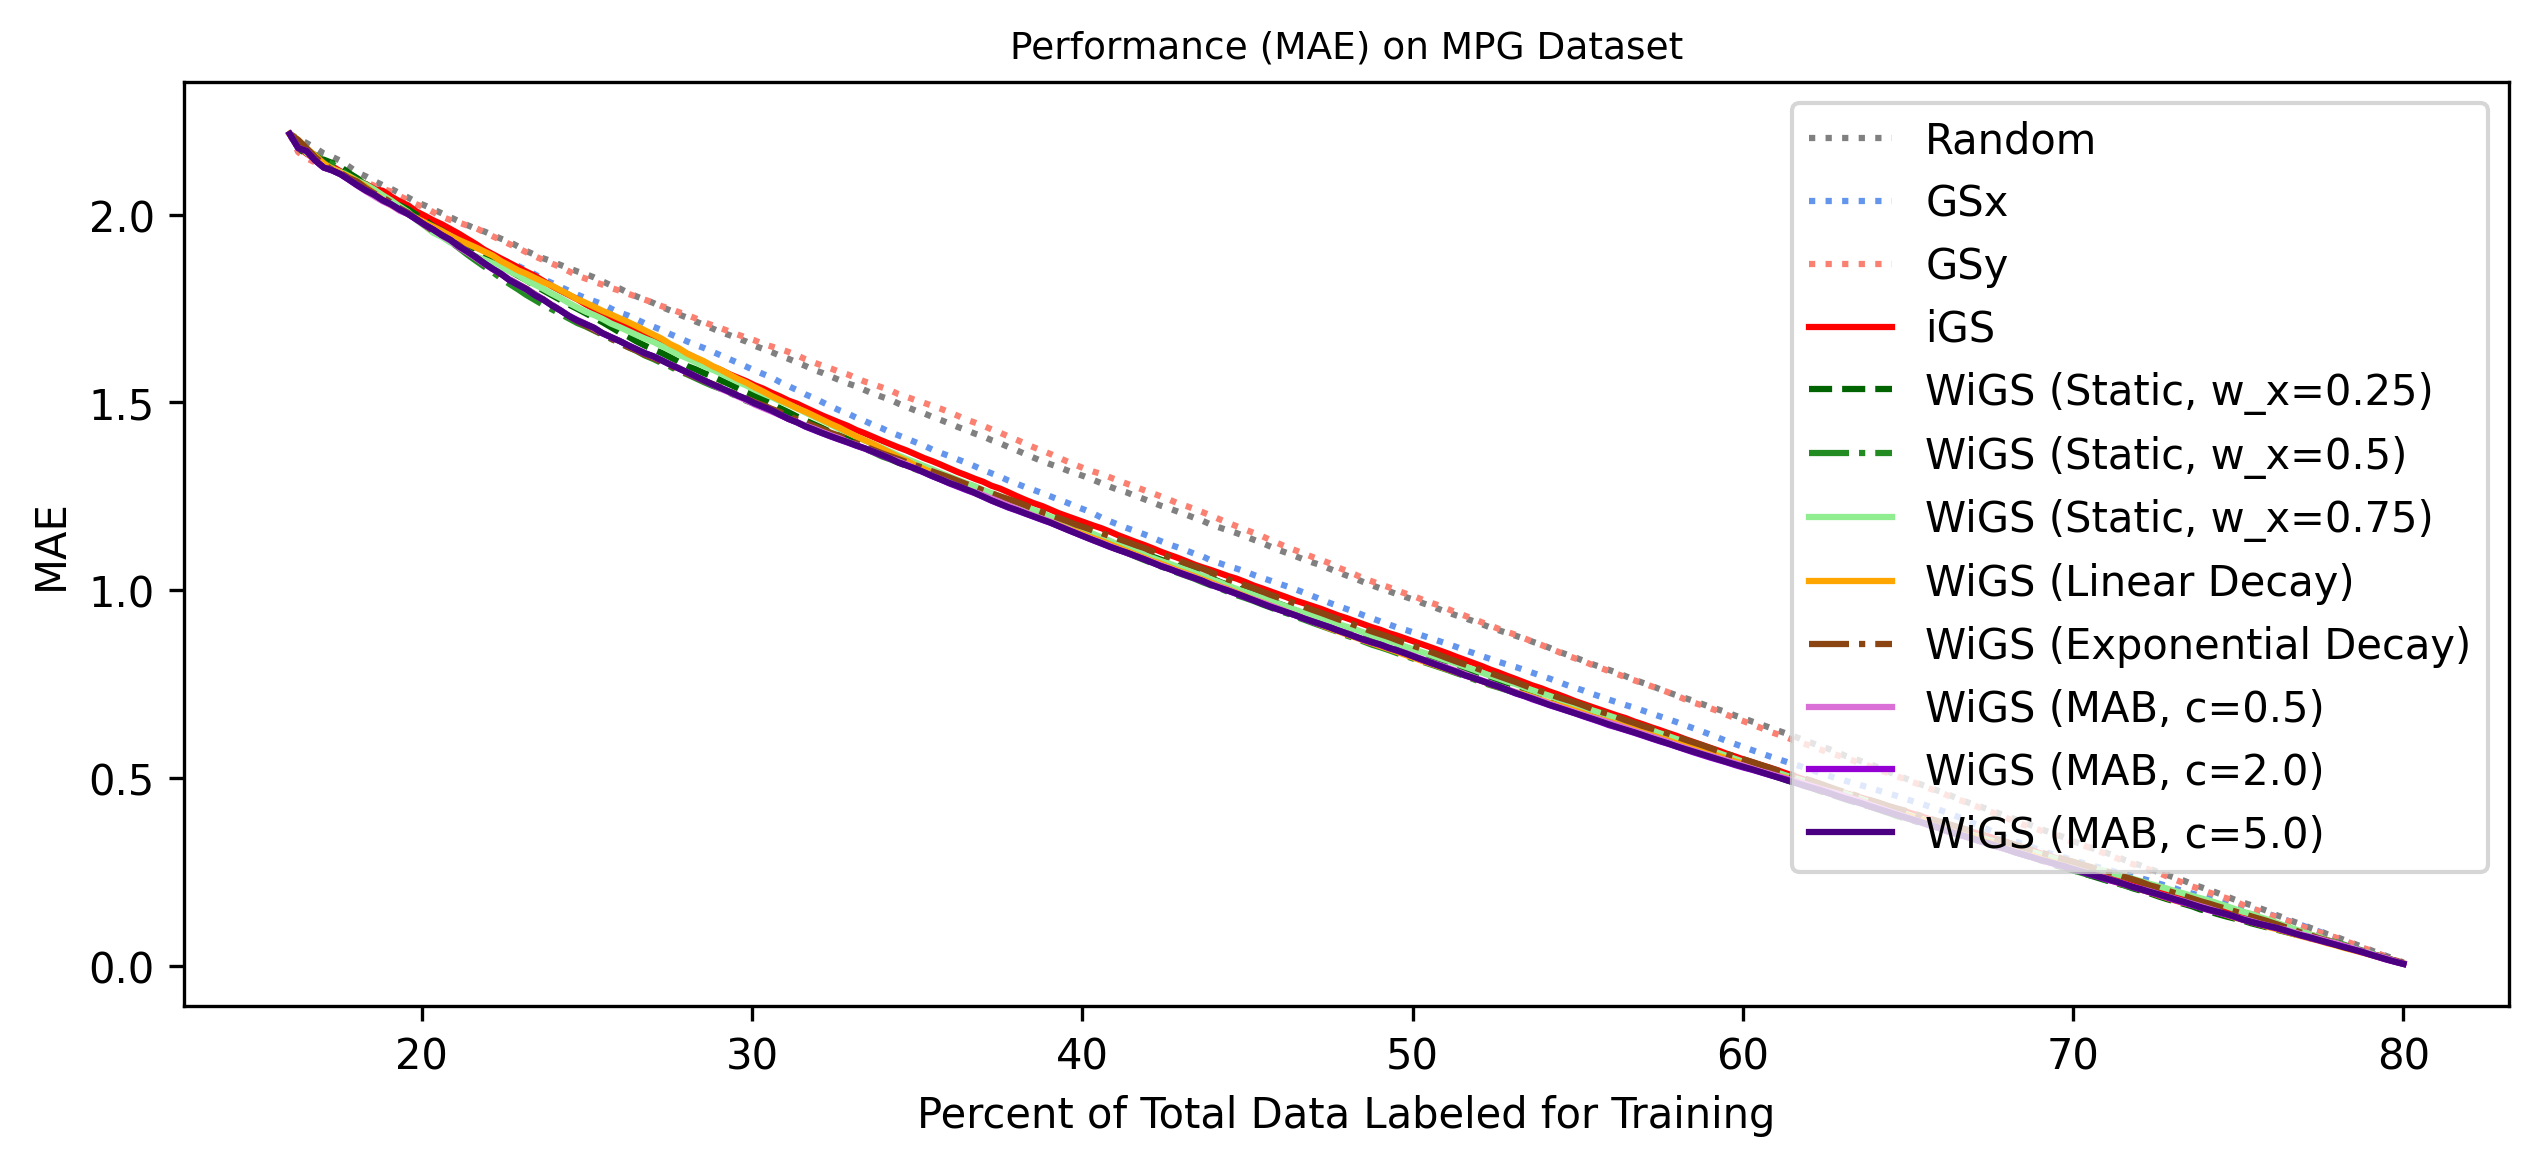 Performance (MAE) on MPG Dataset
MAE
2.0
1.5
1.0
0.5
0.0
20 30 40 50 60 70 80
Percent of Total Data Labeled for Training
Random
GSx
GSy
iGS
WiGS (Static, w_x=0.25)
WiGS (Static, w_x=0.5)
WiGS (Static, w_x=0.75)
WiGS (Linear Decay)
WiGS (Exponential Decay)
WiGS (MAB, c=0.5)
WiGS (MAB, c=2.0)
WiGS (MAB, c=5.0)